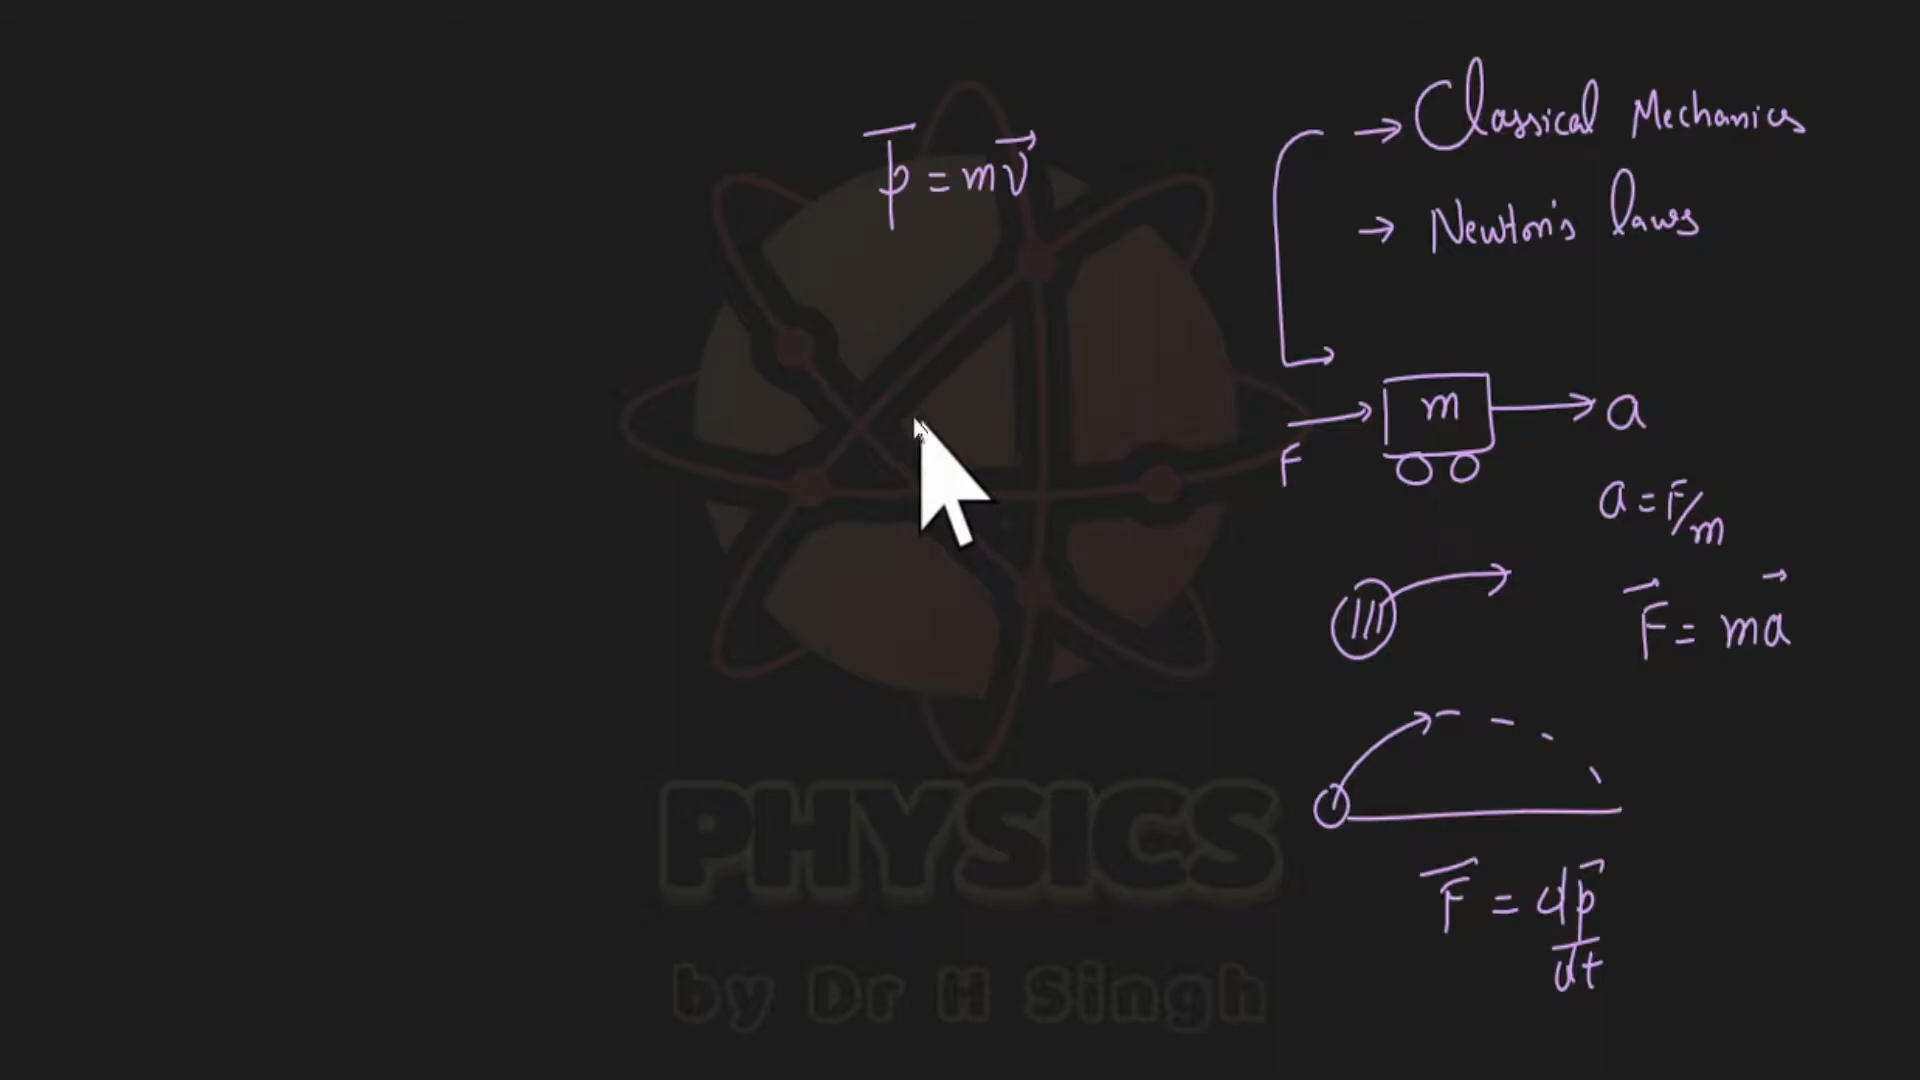 p = mv
→ Classical Mechanics
→ Newton's laws
F
m
a
a = F/m
F = ma
F = dp/dt
PHYSICS
by Dr H Singh